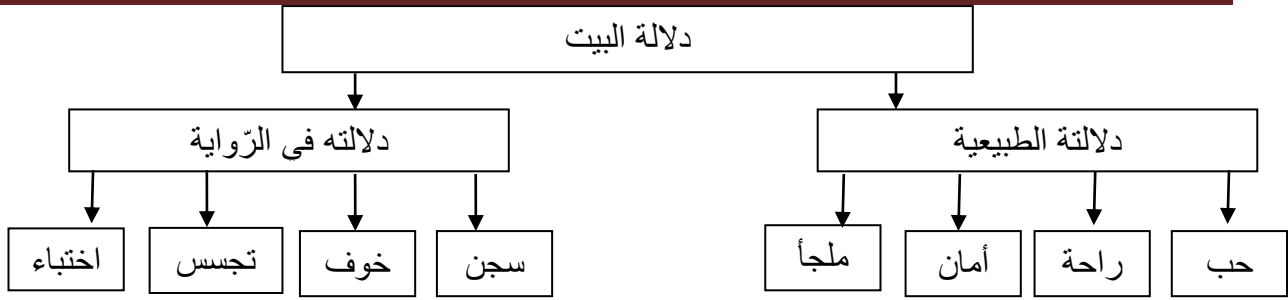 دلالة البيت
دلالتة الطبيعية
دلالته في الرّواية
حب
راحة
أمان
ملجأ
سجن
خوف
تجسس
اختباء